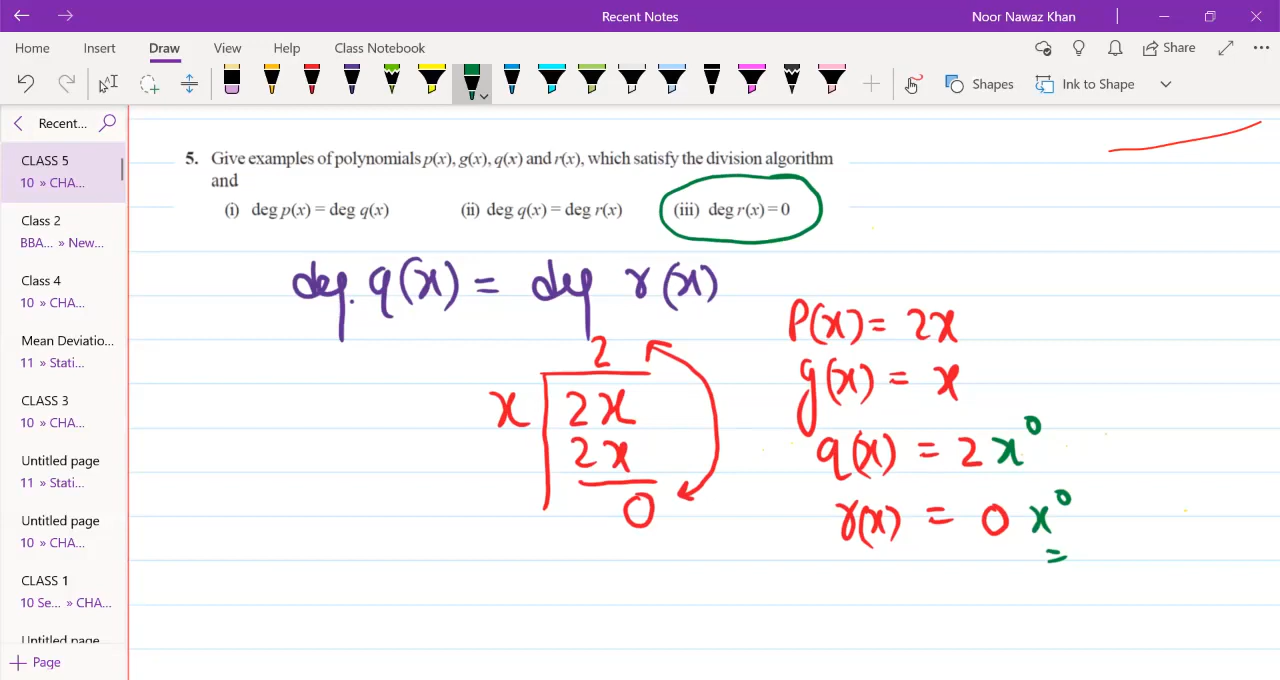 Recent Notes
Noor Nawaz Khan
Home Insert Draw View Help Class Notebook
Share
Shapes
Ink to Shape
Recent...
CLASS 5
10 » CHA...
Class 2
BBA... » New...
Class 4
10 » CHA...
Mean Deviatio...
11 » Stati...
CLASS 3
10 » CHA...
Untitled page
11 » Stati...
Untitled page
10 » CHA...
CLASS 1
10 Se... » CHA...
Untitled page
+ Page
5. Give examples of polynomials p(x), g(x), q(x) and r(x), which satisfy the division algorithm
and
(i) deg p(x) = deg q(x) (ii) deg q(x) = deg r(x) (iii) deg r(x) = 0
deg. q(x) = deg r(x)
2
x 2x
2x
0
P(x) = 2x
g(x) = x
q(x) = 2x⁰
r(x) = 0 x⁰
=